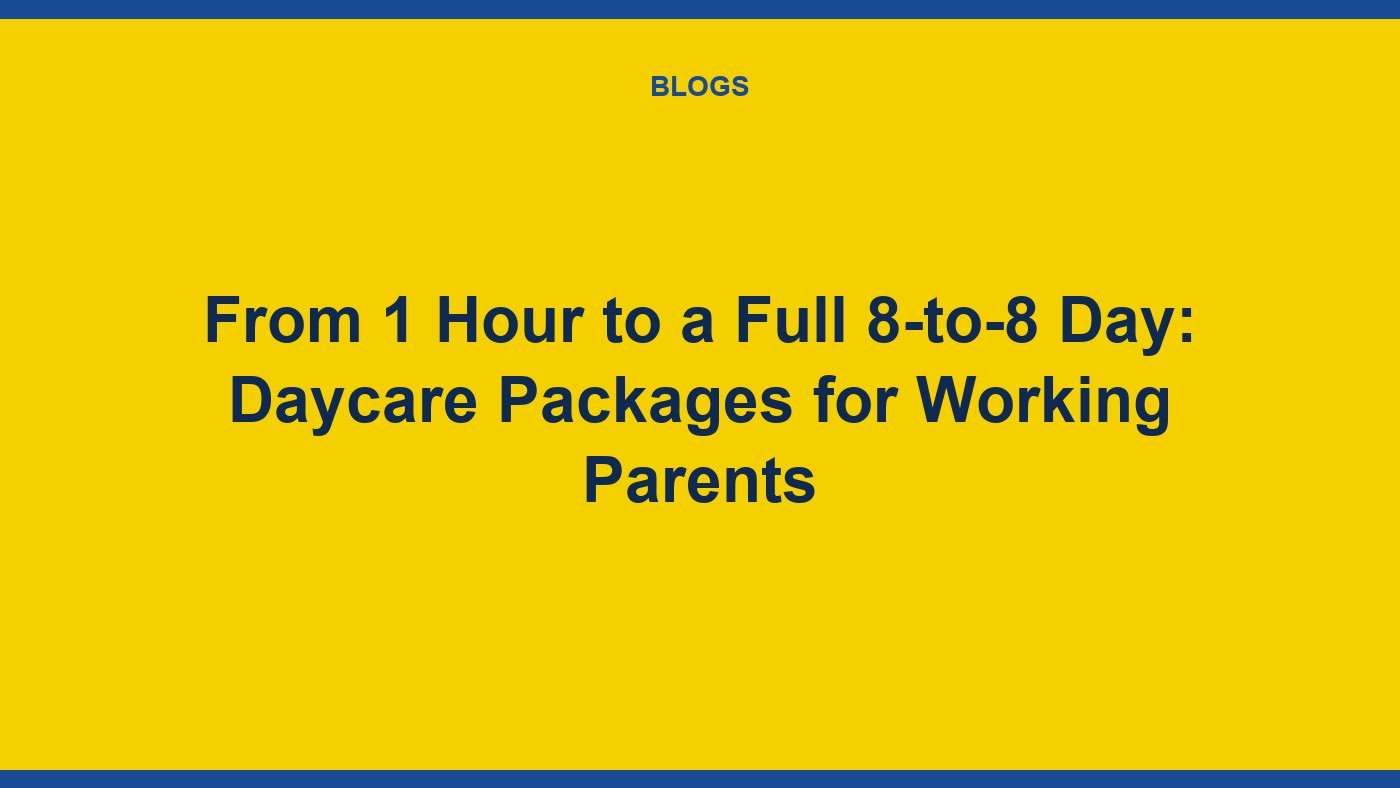 BLOGS
From 1 Hour to a Full 8-to-8 Day:
Daycare Packages for Working
Parents